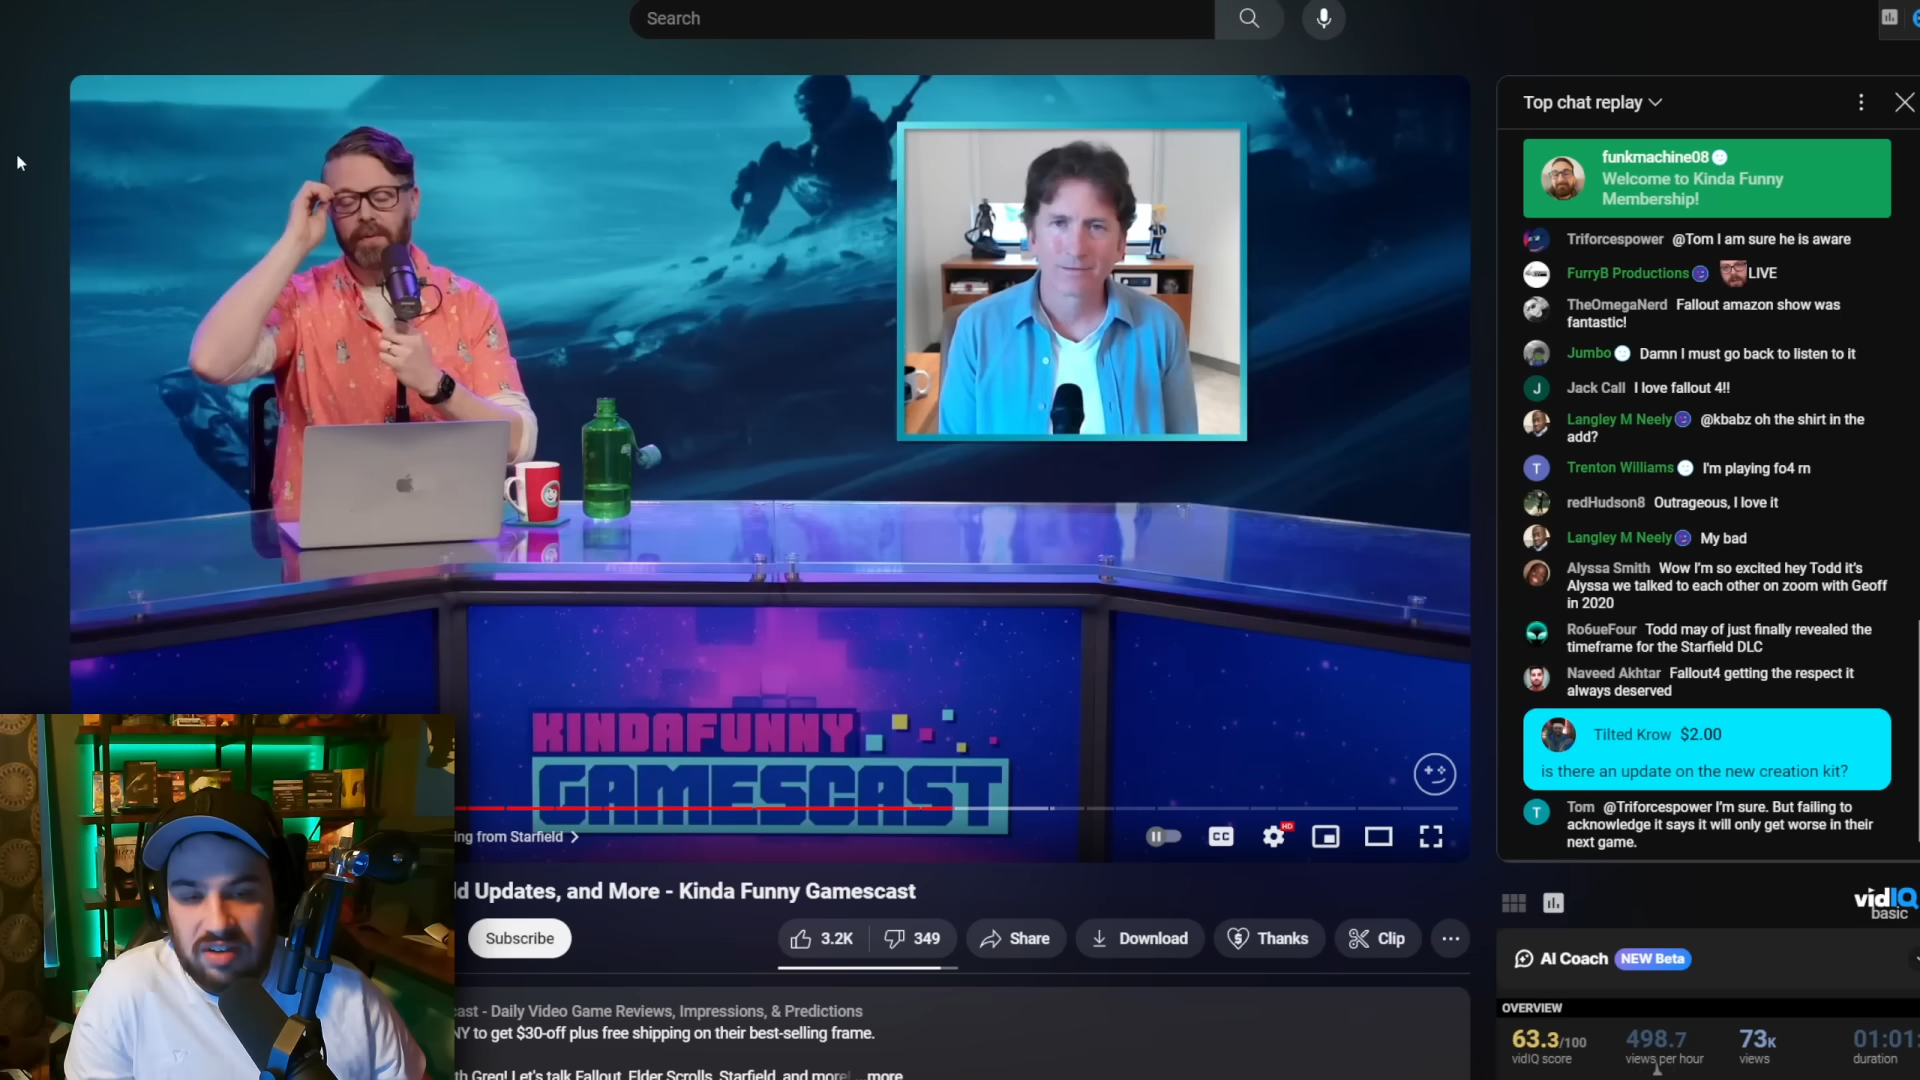 Search
Top chat replay
funkmachine08
Welcome to Kinda Funny
Membership!
Triforcespower @Tom I am sure he is aware
FurryB Productions LIVE
TheOmegaNerd Fallout amazon show was
fantastic!
Jumbo Damn I must go back to listen to it
J Jack Call I love fallout 4!!
Langley M Neely @kbabz oh the shirt in the
add?
T Trenton Williams I'm playing fo4 rn
redHudson8 Outrageous, I love it
Langley M Neely My bad
Alyssa Smith Wow I'm so excited hey Todd it's
Alyssa we talked to each other on zoom with Geoff
in 2020
Ro6ueFour Todd may of just finally revealed the
timeframe for the Starfield DLC
Naveed Akhtar Fallout4 getting the respect it
always deserved
Tilted Krow $2.00
is there an update on the new creation kit?
T Tom @Triforcespower I'm sure. But failing to
acknowledge it says it will only get worse in their
next game.
KINDAFUNNY
GAMESCAST
ing from Starfield
CC
HD
d Updates, and More - Kinda Funny Gamescast
Subscribe
3.2K
349
Share
Download
Thanks
Clip
cast - Daily Video Game Reviews, Impressions, & Predictions
NY to get $30-off plus free shipping on their best-selling frame.
th Greg! Let's talk Fallout, Elder Scrolls, Starfield, and more! ...more
vidIQ
basic
AI Coach NEW Beta
OVERVIEW
63.3/100
vidIQ score
498.7
views per hour
73K
views
01:01:
duration